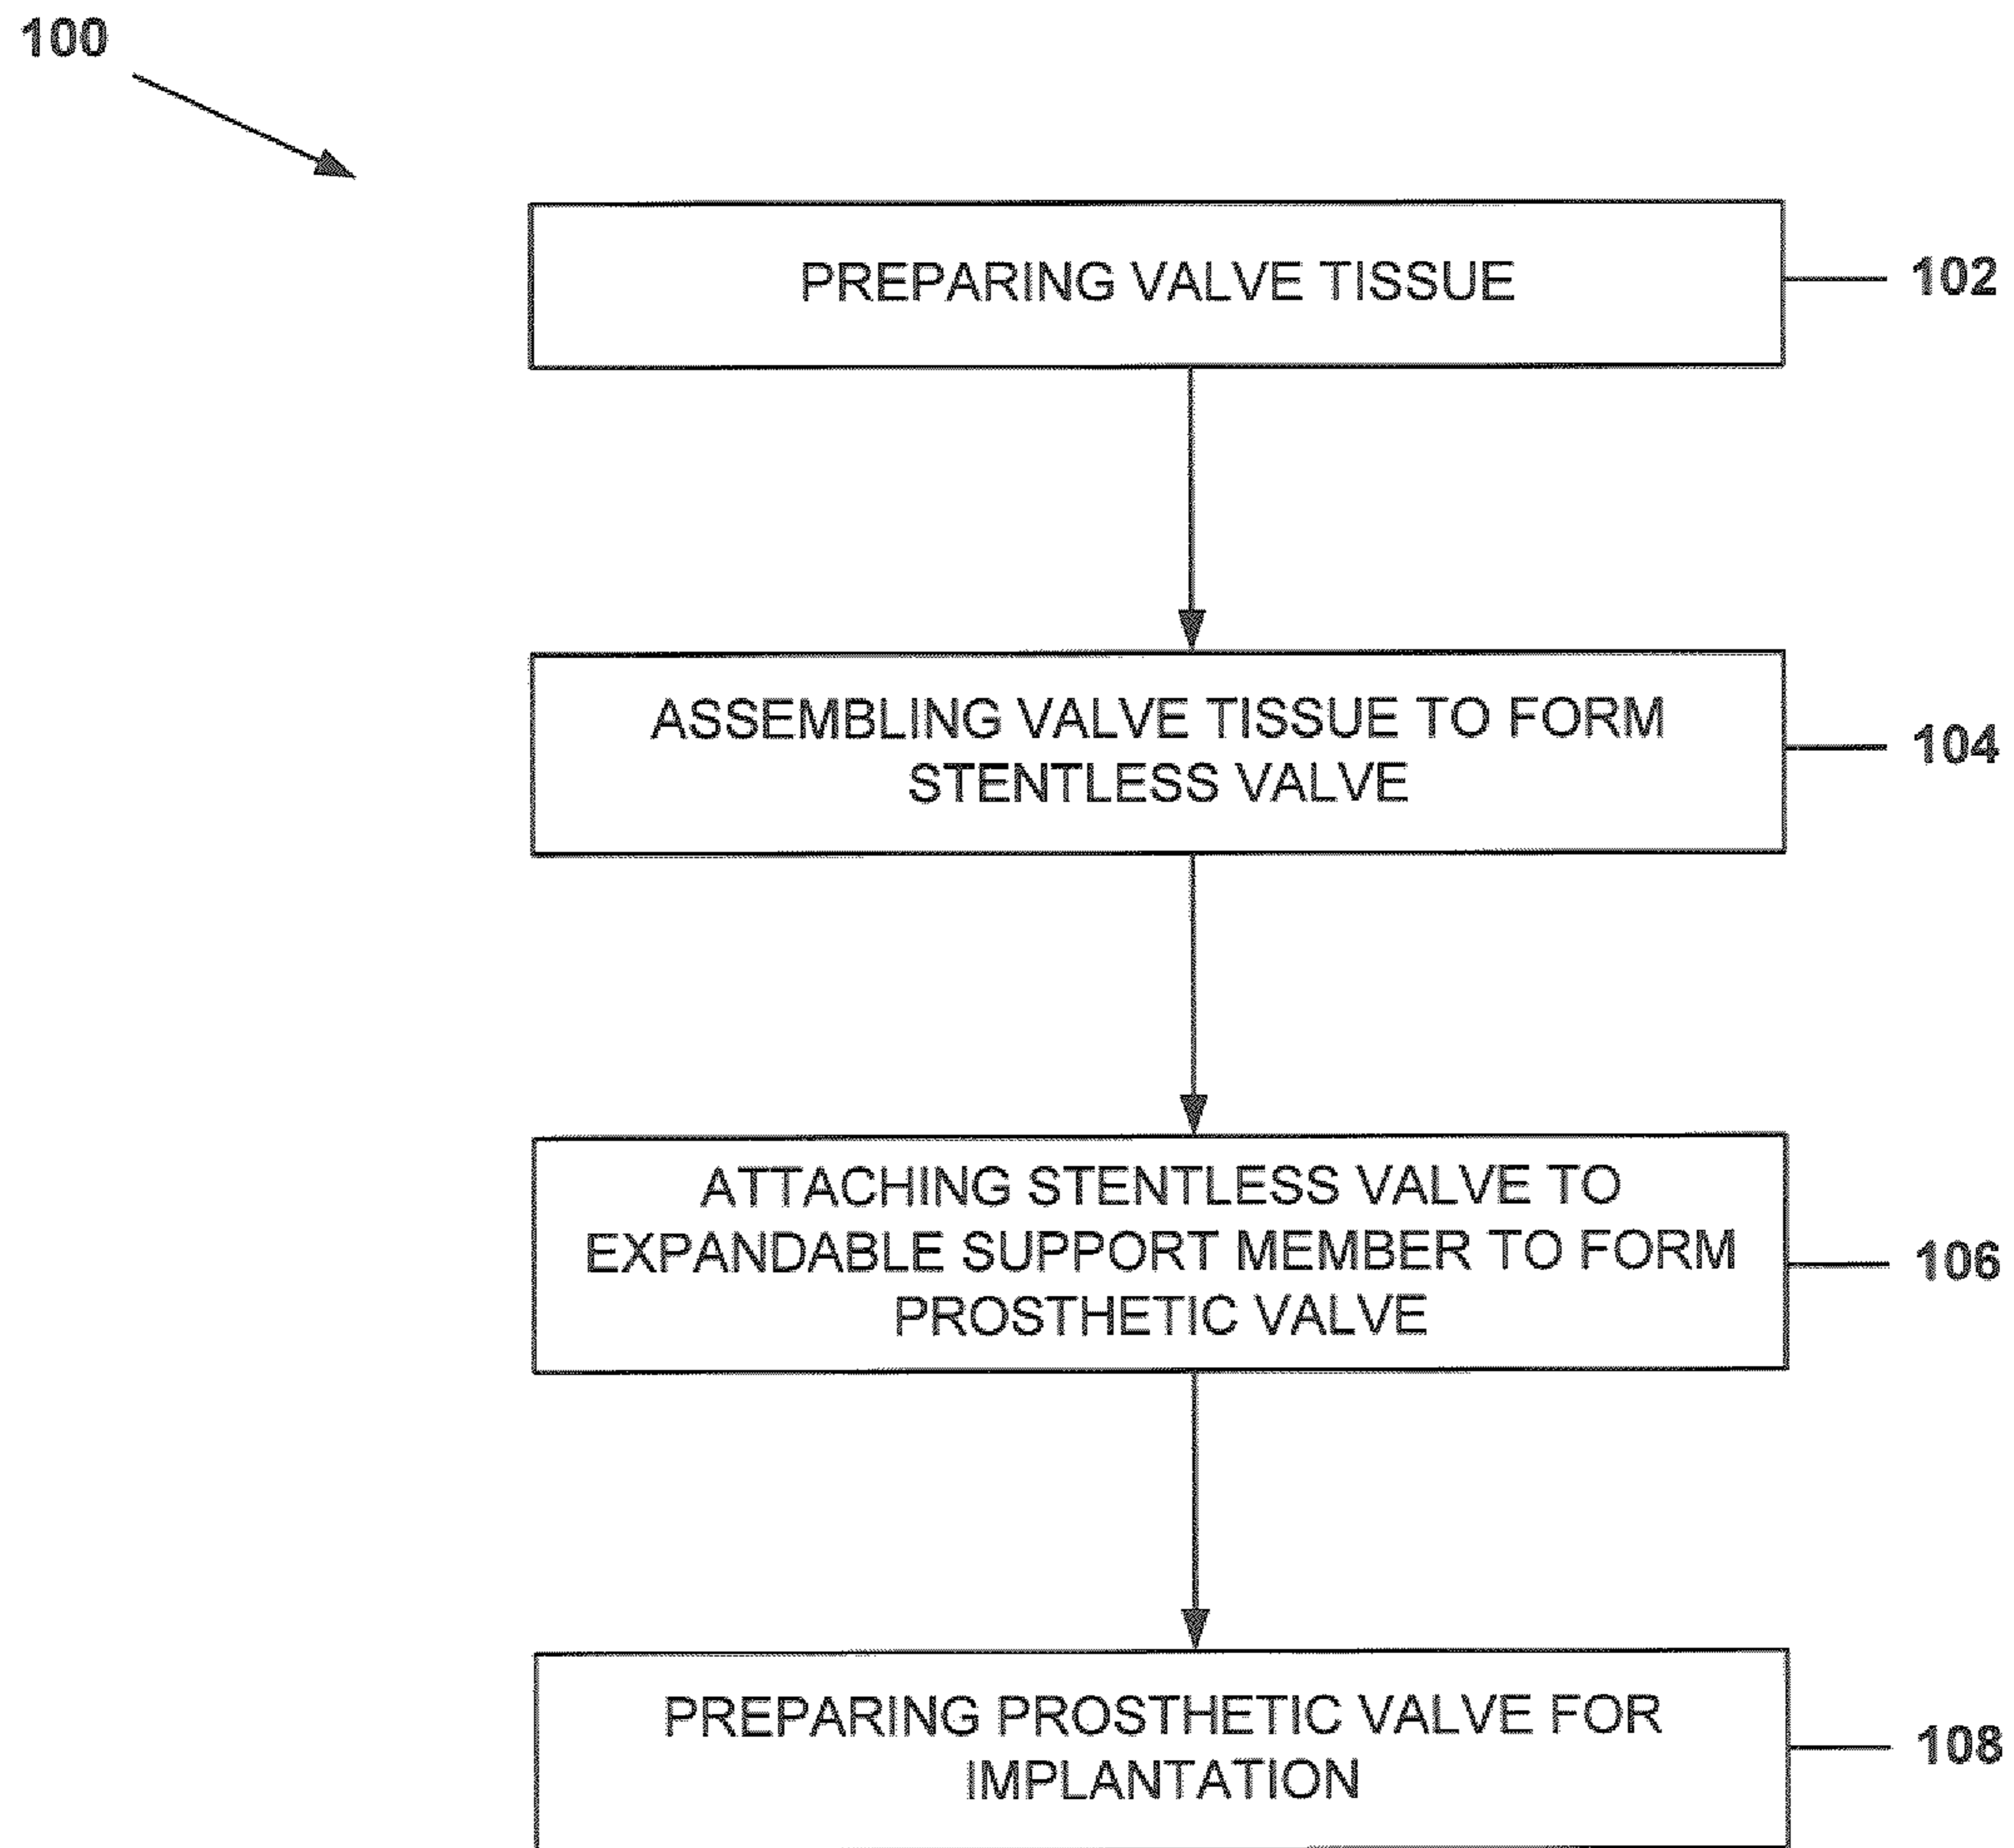 100
PREPARING VALVE TISSUE
102
ASSEMBLING VALVE TISSUE TO FORM
STENTLESS VALVE
104
ATTACHING STENTLESS VALVE TO
EXPANDABLE SUPPORT MEMBER TO FORM
PROSTHETIC VALVE
106
PREPARING PROSTHETIC VALVE FOR
IMPLANTATION
108